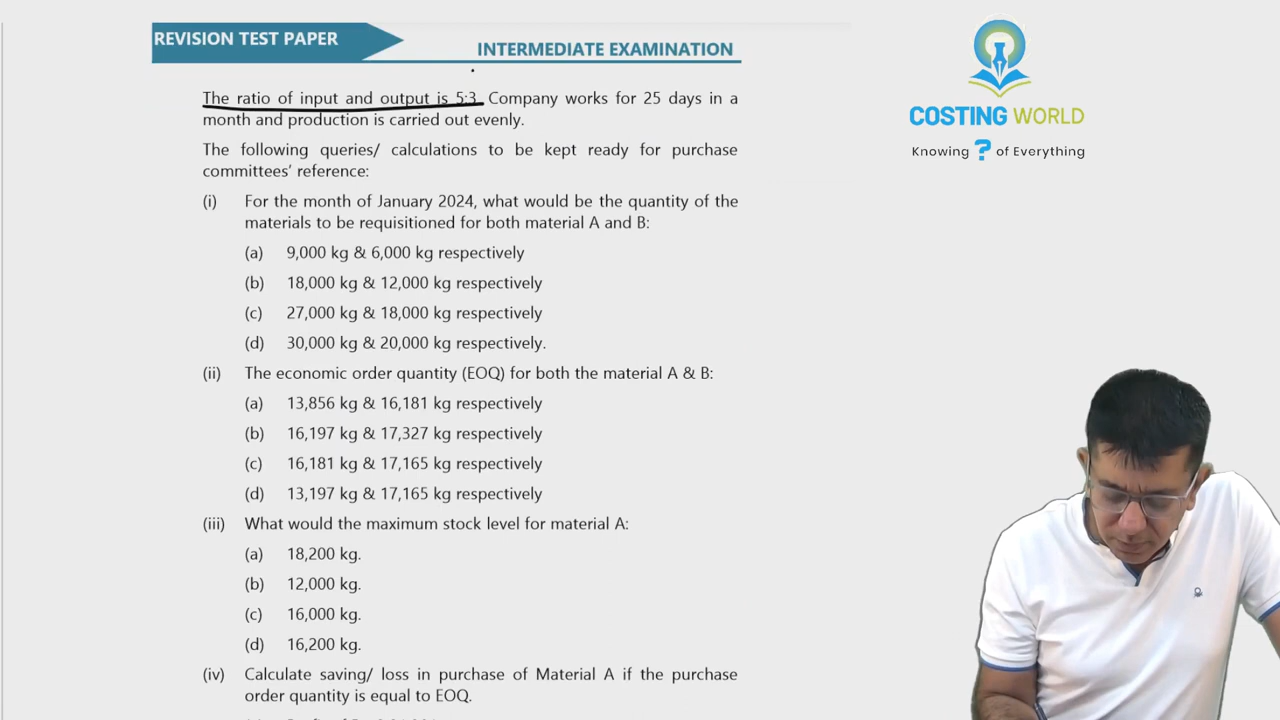 REVISION TEST PAPER
INTERMEDIATE EXAMINATION
The ratio of input and output is 5:3. Company works for 25 days in a
month and production is carried out evenly.
The following queries/ calculations to be kept ready for purchase
committees' reference:
(i) For the month of January 2024, what would be the quantity of the
materials to be requisitioned for both material A and B:
(a) 9,000 kg & 6,000 kg respectively
(b) 18,000 kg & 12,000 kg respectively
(c) 27,000 kg & 18,000 kg respectively
(d) 30,000 kg & 20,000 kg respectively.
(ii) The economic order quantity (EOQ) for both the material A & B:
(a) 13,856 kg & 16,181 kg respectively
(b) 16,197 kg & 17,327 kg respectively
(c) 16,181 kg & 17,165 kg respectively
(d) 13,197 kg & 17,165 kg respectively
(iii) What would the maximum stock level for material A:
(a) 18,200 kg.
(b) 12,000 kg.
(c) 16,000 kg.
(d) 16,200 kg.
(iv) Calculate saving/ loss in purchase of Material A if the purchase
order quantity is equal to EOQ.
COSTING WORLD
Knowing ? of Everything